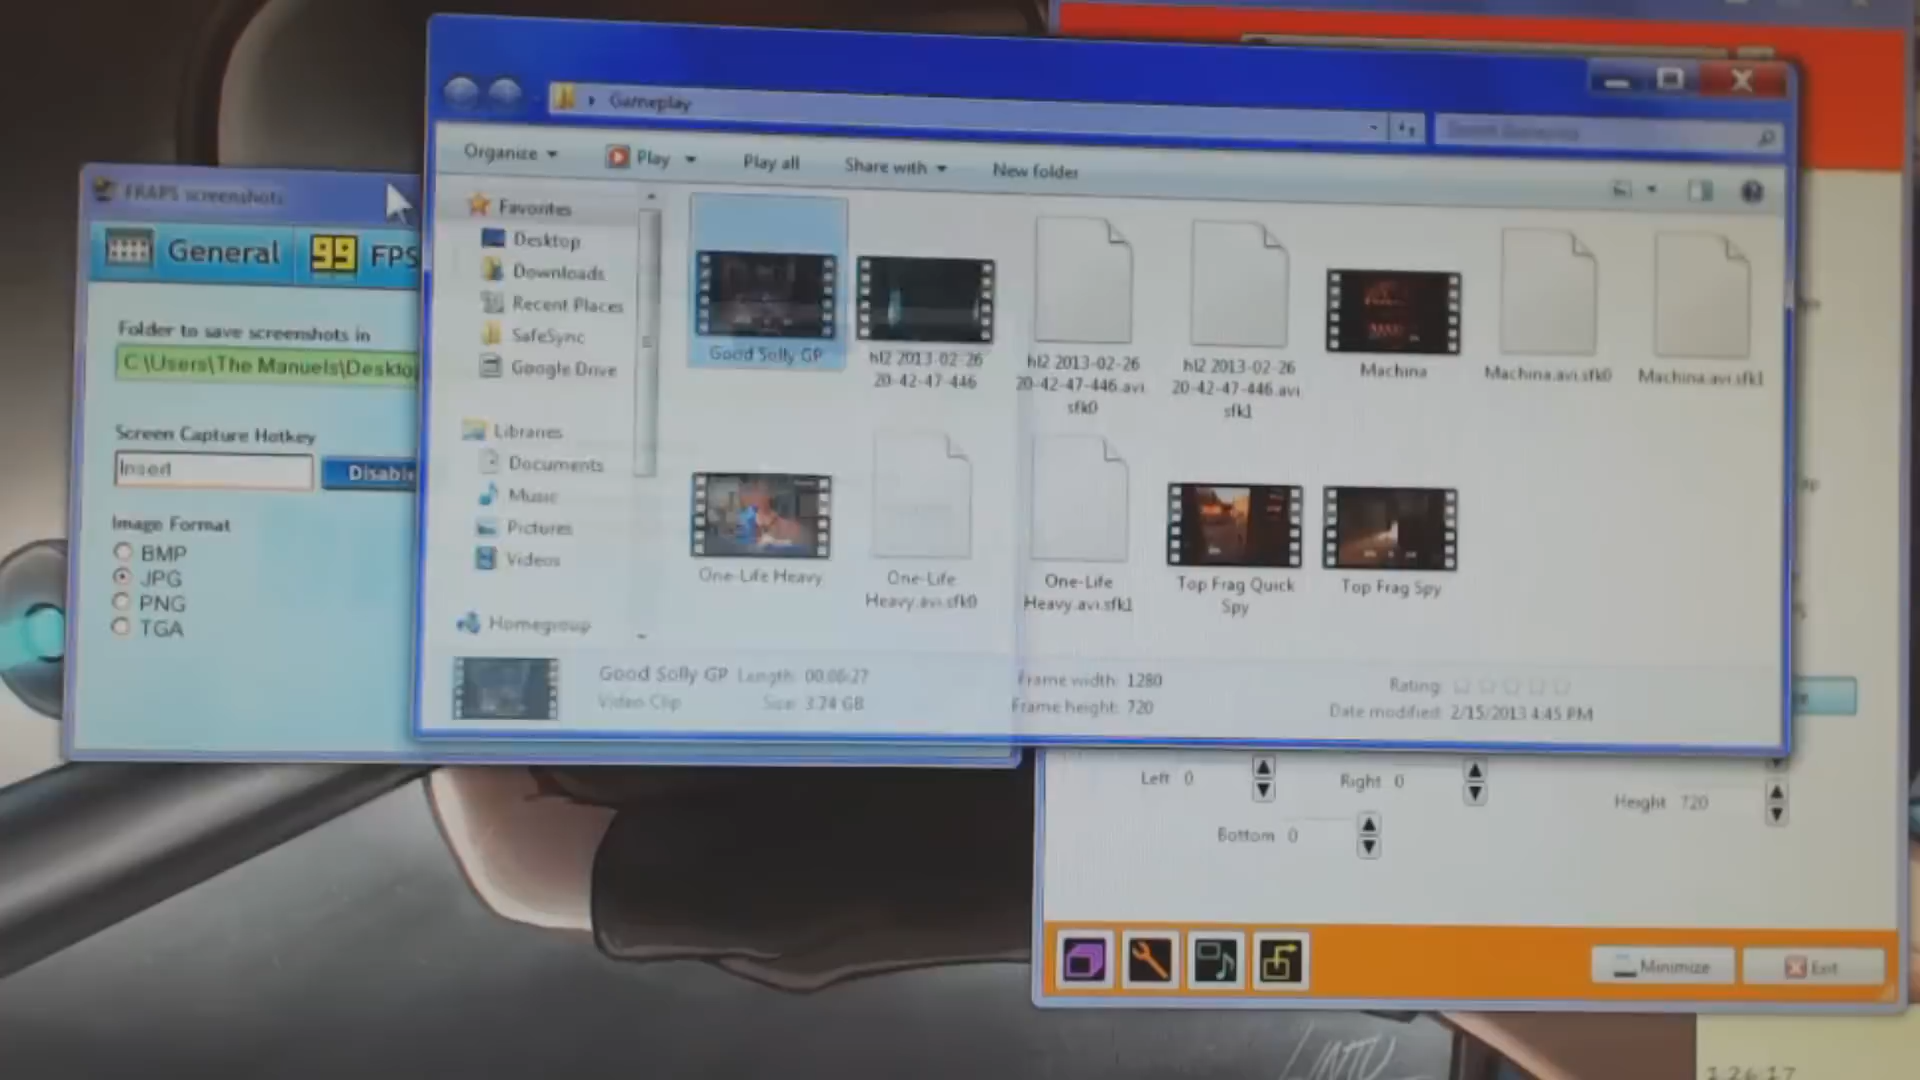 Gameplay
Organize
Play
Play all
Share with
New folder
FRAPS screenshots
General
99
FPS
Folder to save screenshots in
C:\Users\The Manuels\Deskto
Screen Capture Hotkey
Insert
Disable
Image Format
BMP
JPG
PNG
TGA
Favorites
Desktop
Downloads
Recent Places
SafeSync
Google Drive
Libraries
Documents
Music
Pictures
Videos
Homegroup
Good Solly GP
hl2 2013-02-26
20-42-47-446
hl2 2013-02-26
20-42-47-446.avi.
sfk0
hl2 2013-02-26
20-42-47-446.avi.
sfk1
Machina
Machina.avi.sfk0
Machina.avi.sfk1
One-Life Heavy
One-Life
Heavy.avi.sfk0
One-Life
Heavy.avi.sfk1
Top Frag Quick
Spy
Top Frag Spy
Good Solly GP Length: 00:06:27
Video Clip Size: 3.74 GB
Frame width: 1280
Frame height: 720
Rating:
Date modified: 2/15/2013 4:45 PM
Left 0
Right 0
Height 720
Bottom 0
Minimize
Exit
1:26:17